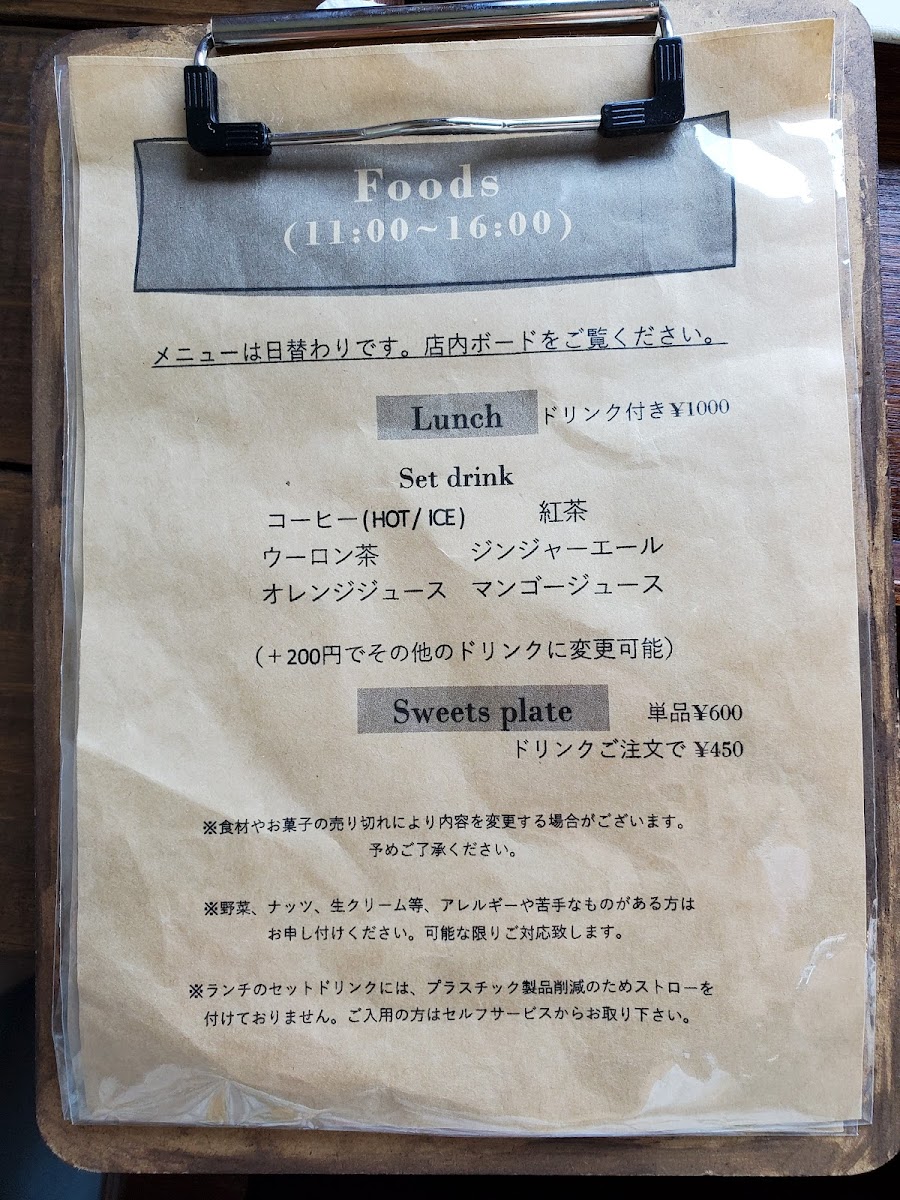 Foods
(11:00~16:00)
メニューは日替わりです。店内ボードをご覧ください。
Lunch ドリンク付き¥1000
Set drink
コーヒー(HOT/ ICE) 紅茶
ウーロン茶 ジンジャーエール
オレンジジュース マンゴージュース
(+200円でその他のドリンクに変更可能)
Sweets plate 単品¥600
ドリンクご注文で ¥450
※食材やお菓子の売り切れにより内容を変更する場合がございます。
予めご了承ください。
※野菜、ナッツ、生クリーム等、アレルギーや苦手なものがある方は
お申し付けください。可能な限りご対応致します。
※ランチのセットドリンクには、プラスチック製品削減のためストローを
付けておりません。ご入用の方はセルフサービスからお取り下さい。